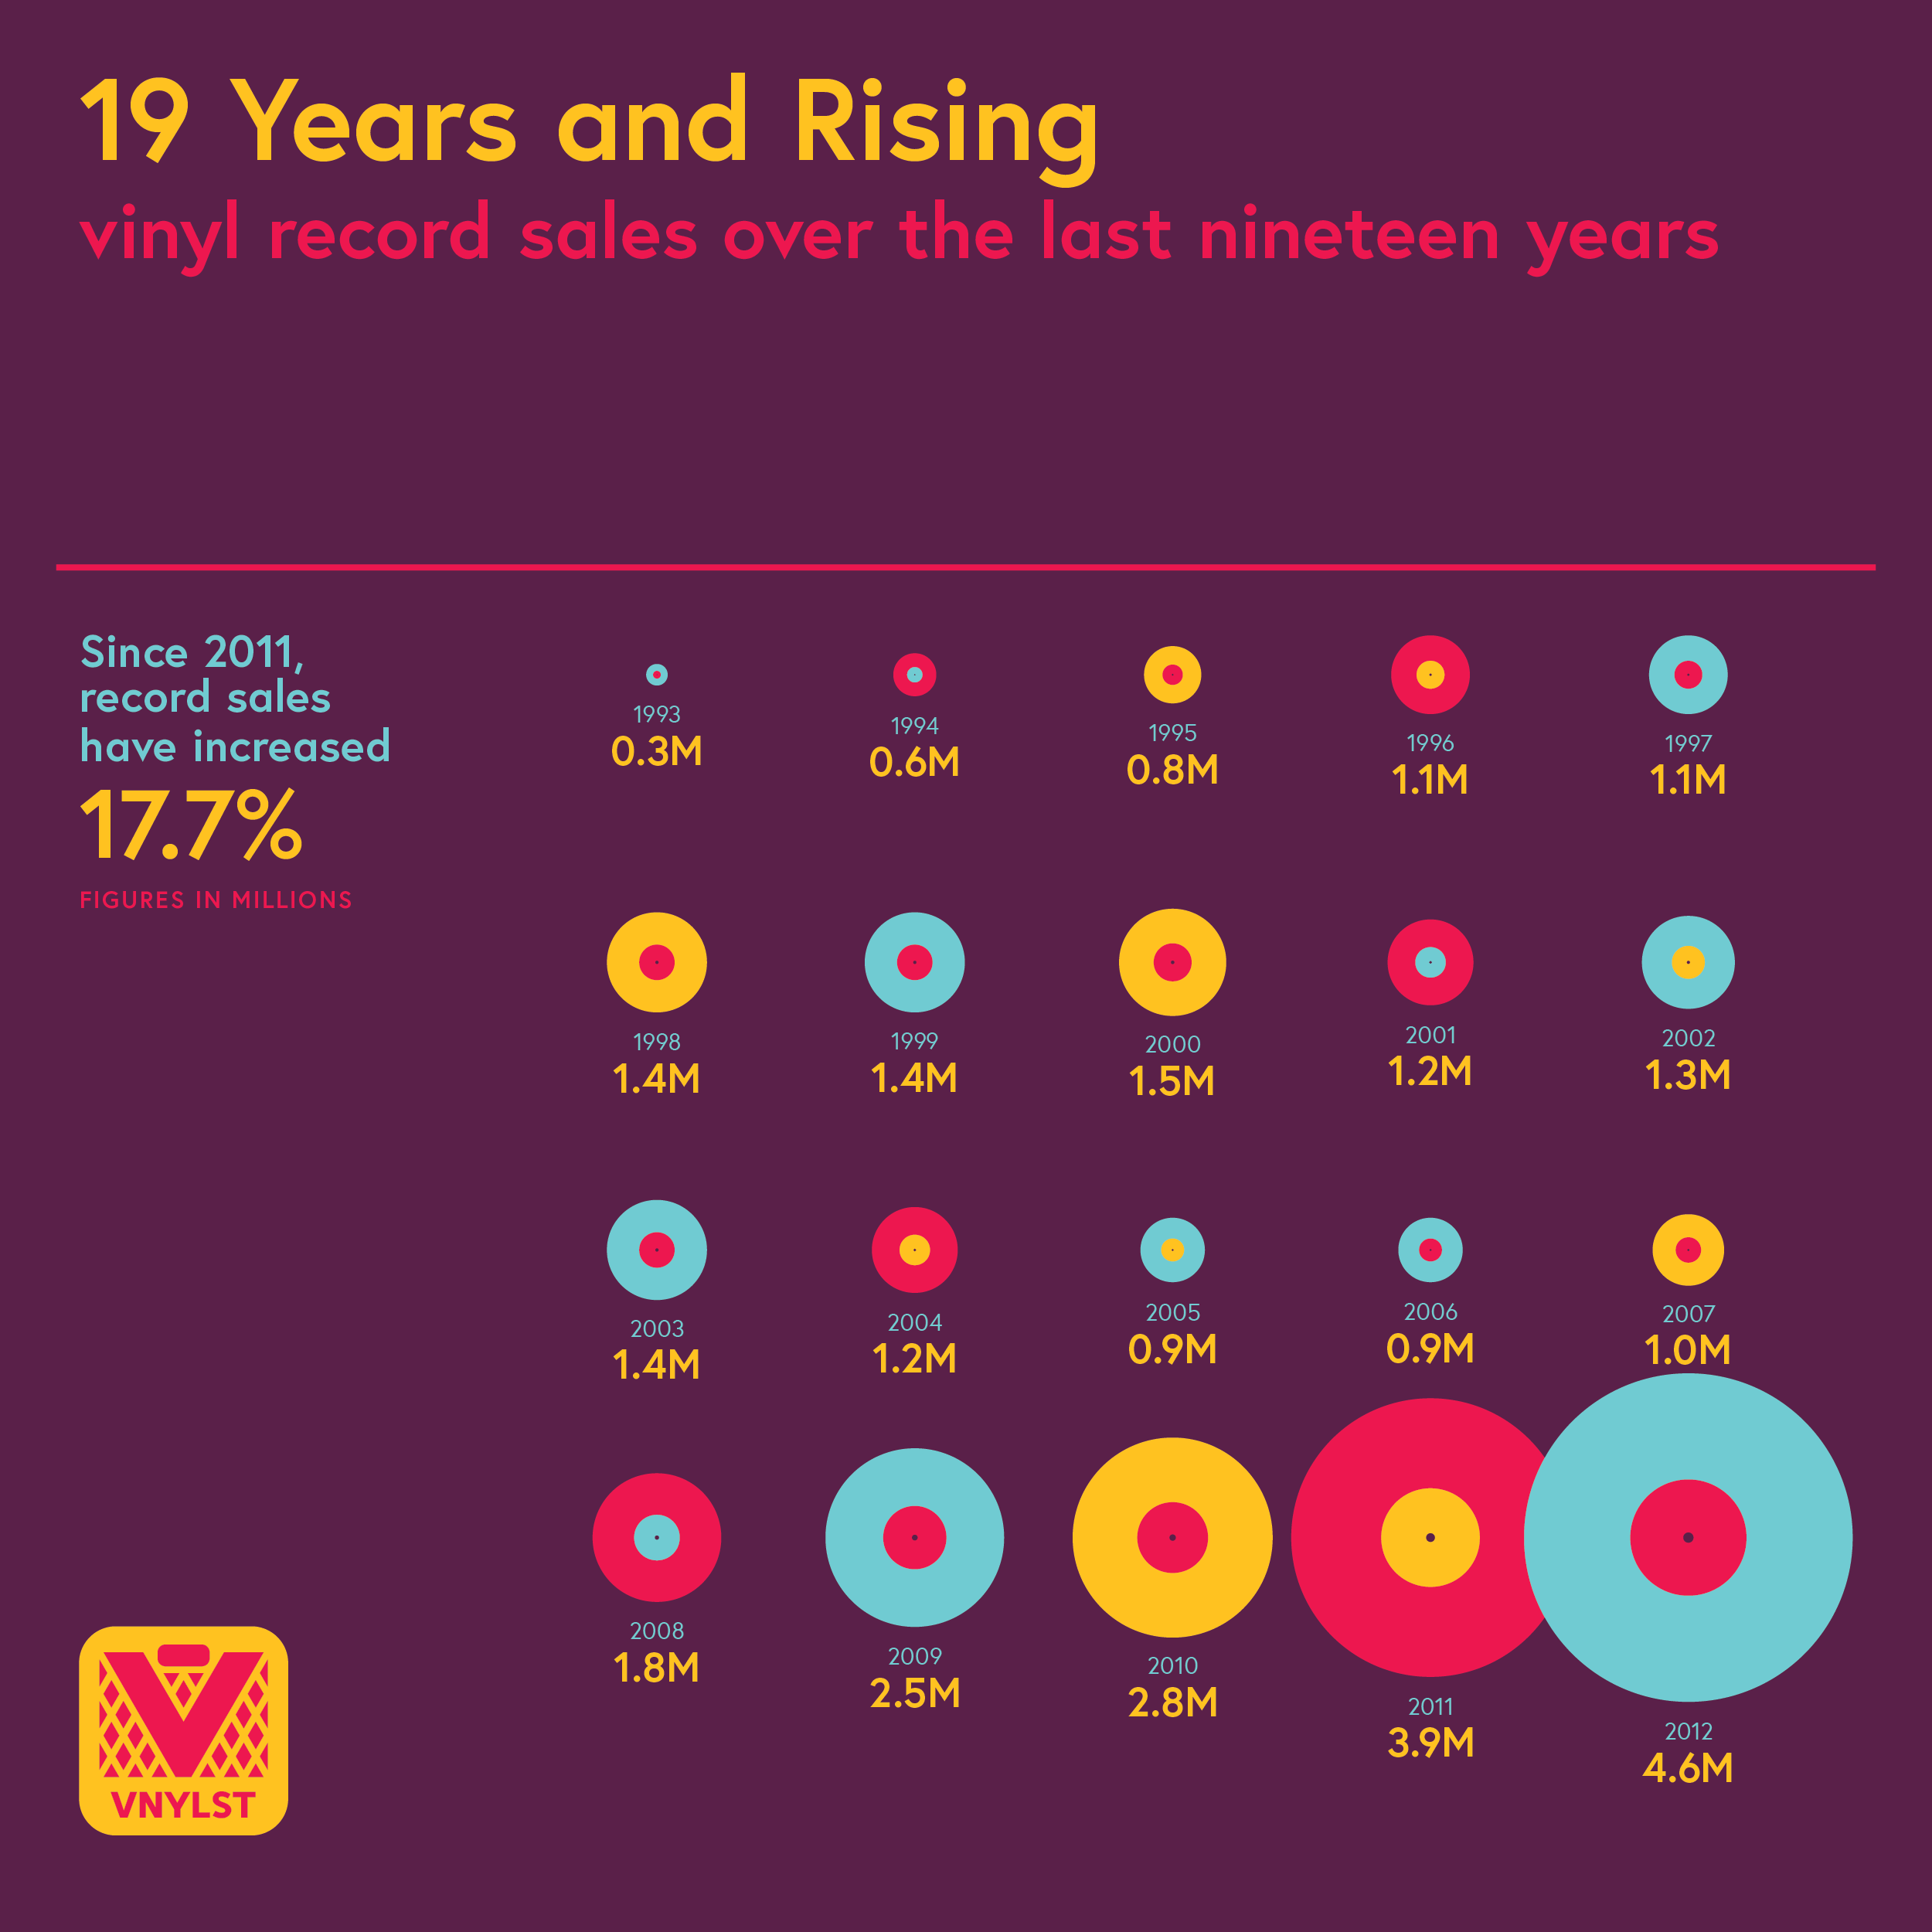 19 Years and Rising
vinyl record sales over the last nineteen years
Since 2011,
record sales
have increased
17.7%
FIGURES IN MILLIONS
1993
0.3M
1994
0.6M
1995
0.8M
1996
1.1M
1997
1.1M
1998
1.4M
1999
1.4M
2000
1.5M
2001
1.2M
2002
1.3M
2003
1.4M
2004
1.2M
2005
0.9M
2006
0.9M
2007
1.0M
2008
1.8M
2009
2.5M
2010
2.8M
2011
3.9M
2012
4.6M
VNYLST